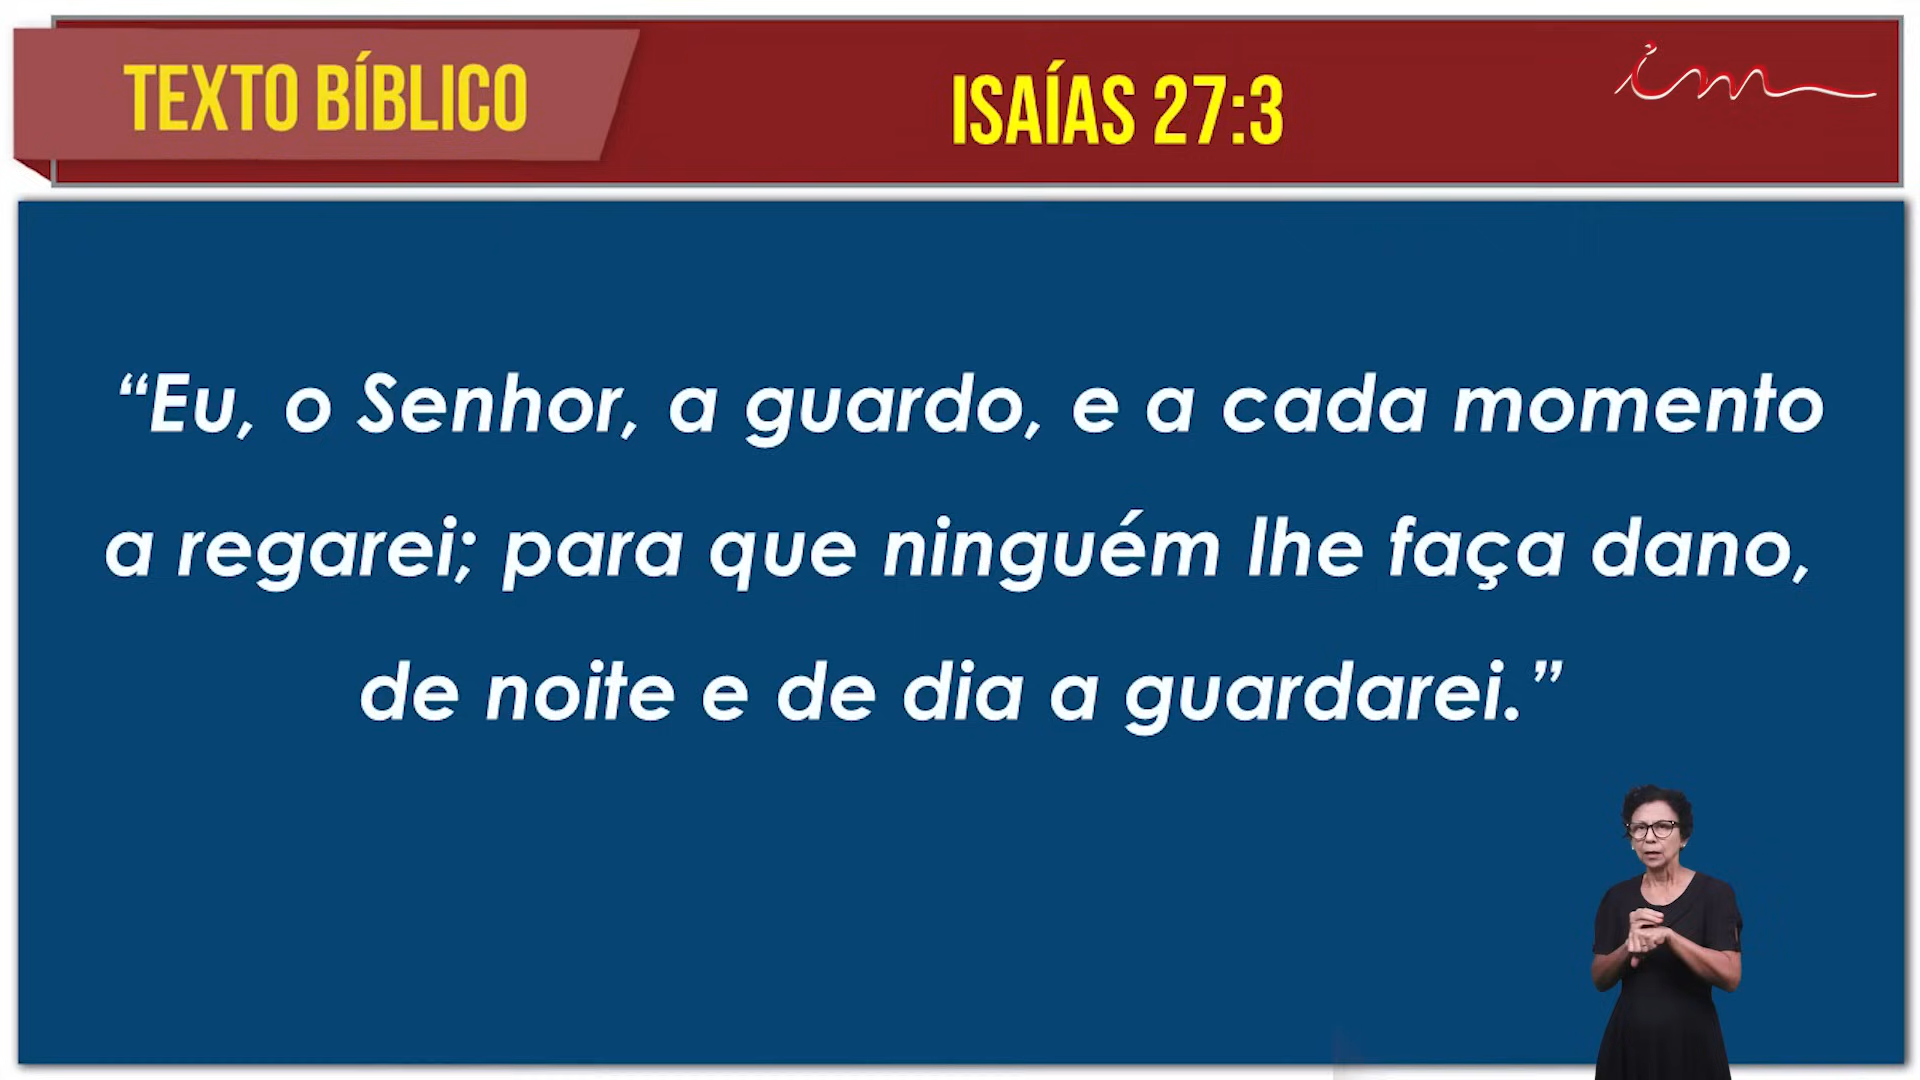 TEXTO BÍBLICO
ISAÍAS 27:3
im
“Eu, o Senhor, a guardo, e a cada momento
a regarei; para que ninguém lhe faça dano,
de noite e de dia a guardarei.”